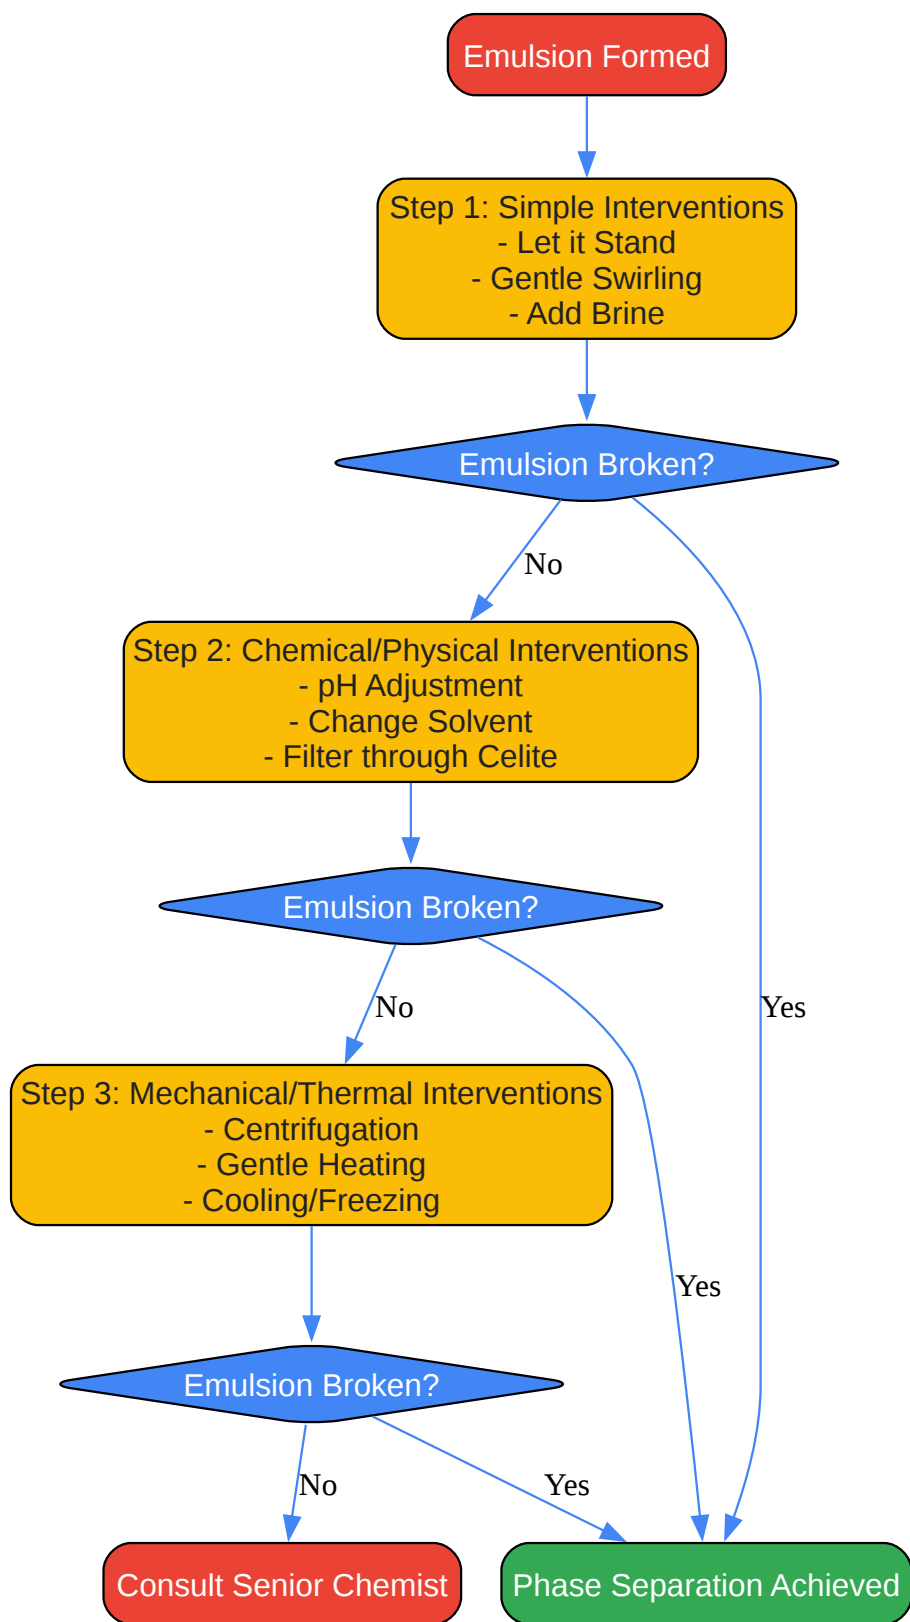 Emulsion Formed
Step 1: Simple Interventions
- Let it Stand
- Gentle Swirling
- Add Brine
Emulsion Broken?
No
Step 2: Chemical/Physical Interventions
- pH Adjustment
- Change Solvent
- Filter through Celite
Emulsion Broken?
No
Yes
Step 3: Mechanical/Thermal Interventions
- Centrifugation
- Gentle Heating
- Cooling/Freezing
Yes
Emulsion Broken?
No
Yes
Consult Senior Chemist
Phase Separation Achieved